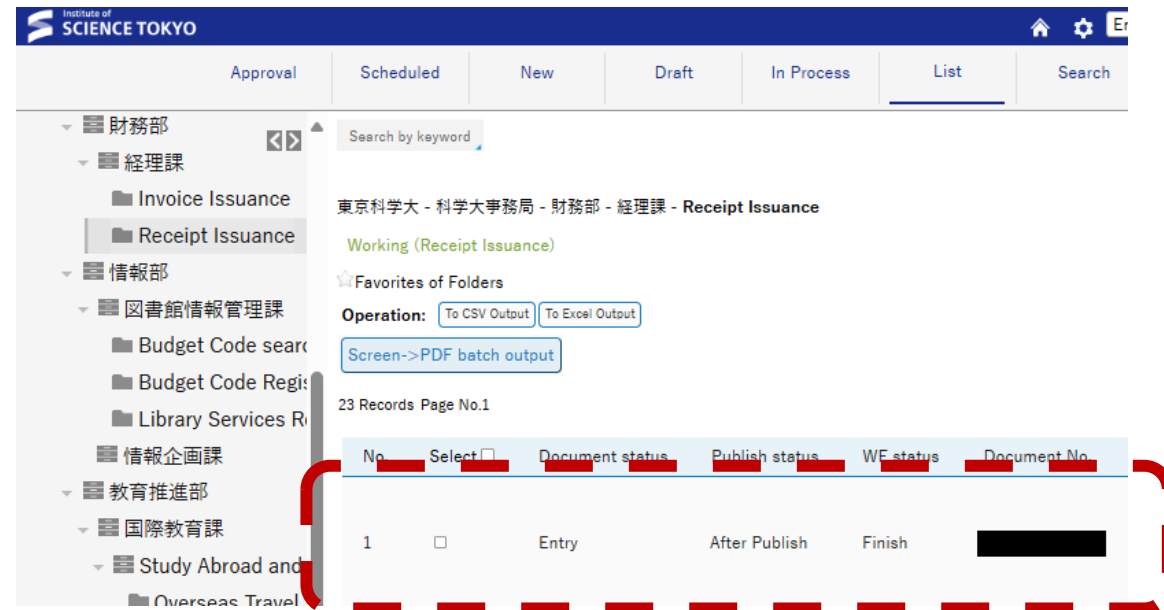 Institute of
SCIENCE TOKYO
Approval Scheduled New Draft In Process List Search
財務部
経理課
Invoice Issuance
Receipt Issuance
情報部
図書館情報管理課
Budget Code searc
Budget Code Regis
Library Services R
情報企画課
教育推進部
国際教育課
Study Abroad and
Overseas Travel
Search by keyword
東京科学大 - 科学大事務局 - 財務部 - 経理課 - Receipt Issuance
Working (Receipt Issuance)
Favorites of Folders
Operation: To CSV Output To Excel Output
Screen->PDF batch output
23 Records Page No.1
No. Select Document status Publish status WF status Document No.
1 Entry After Publish Finish